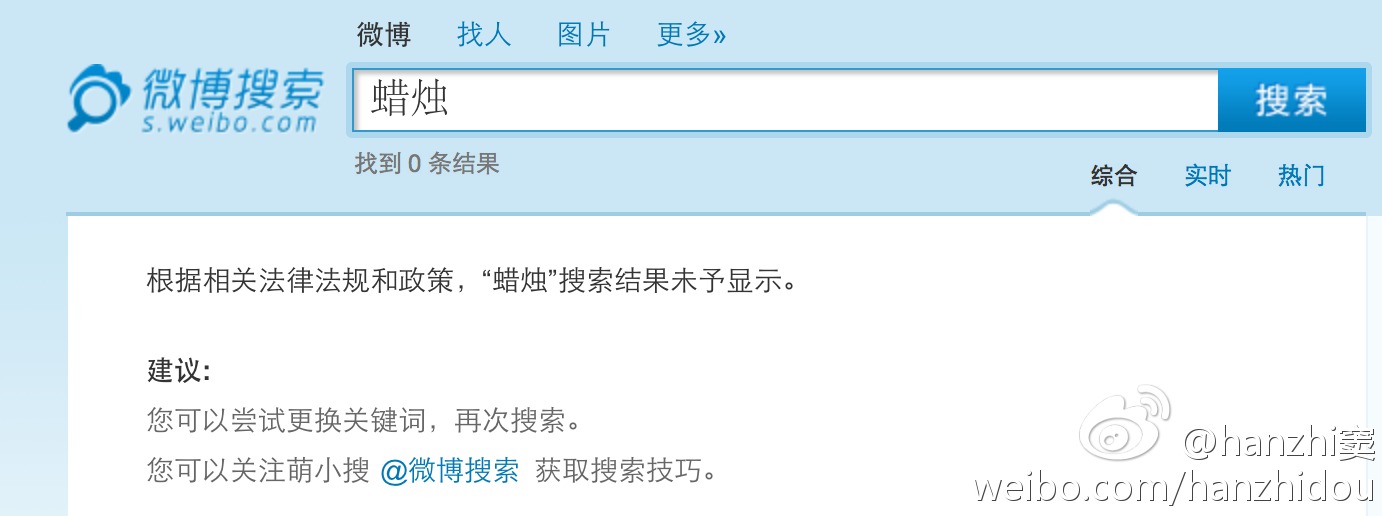 微博 找人 图片 更多»
微博搜索
s.weibo.com
蜡烛
搜索
找到 0 条结果
综合 实时 热门
根据相关法律法规和政策，“蜡烛”搜索结果未予显示。
建议:
您可以尝试更换关键词，再次搜索。
您可以关注萌小搜 @微博搜索 获取搜索技巧。
@hanzhi窦
weibo.com/hanzhidou